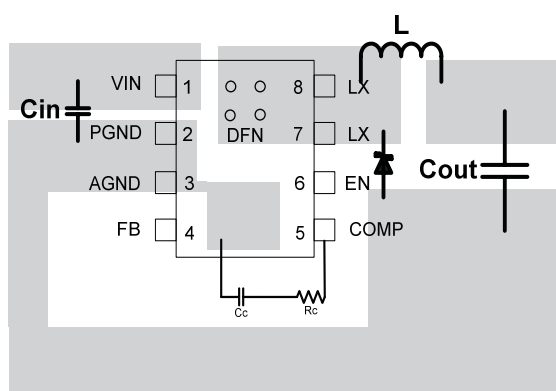 L
VIN 1 8 LX
Cin
PGND 2 DFN 7 LX
AGND 3 6 EN
Cout
FB 4 5 COMP
Cc Rc